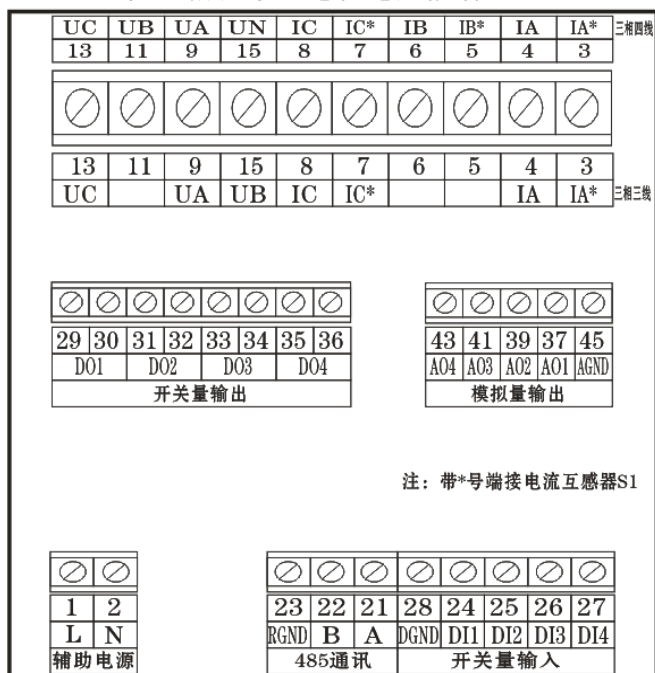 UC UB UA UN IC IC* IB IB* IA IA* 三相四线
13 11 9 15 8 7 6 5 4 3
13 11 9 15 8 7 6 5 4 3
UC UA UB IC IC* IA IA* 三相三线
29 30 31 32 33 34 35 36
DO1 DO2 DO3 DO4
开关量输出
43 41 39 37 45
AO4 AO3 AO2 AO1 AGND
模拟量输出
注：带*号端接电流互感器S1
1 2
L N
辅助电源
23 22 21 28 24 25 26 27
RGND B A DGND DI1 DI2 DI3 DI4
485通讯 开关量输入